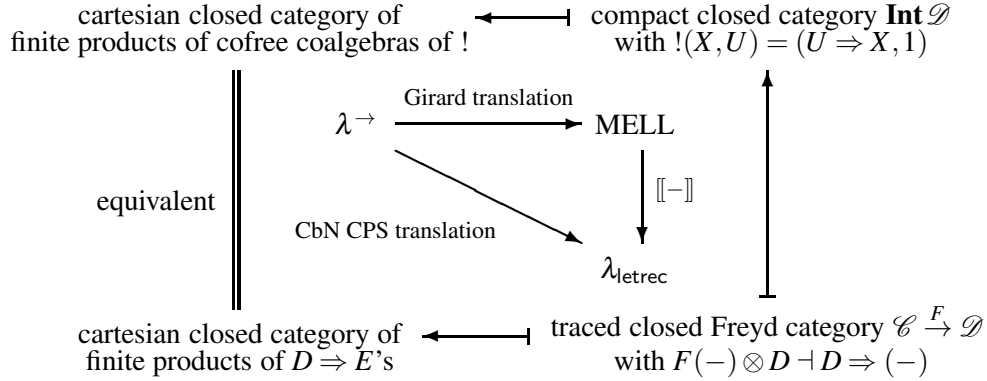 cartesian closed category of
finite products of cofree coalgebras of !
compact closed category Int 𝒟
with !(X,U) = (U ⇒ X,1)
Girard translation
λ→
MELL
equivalent
⟦−⟧
CbN CPS translation
λletrec
cartesian closed category of
finite products of D ⇒ E's
traced closed Freyd category 𝒞 →F 𝒟
with F(−) ⊗ D ⊣ D ⇒ (−)